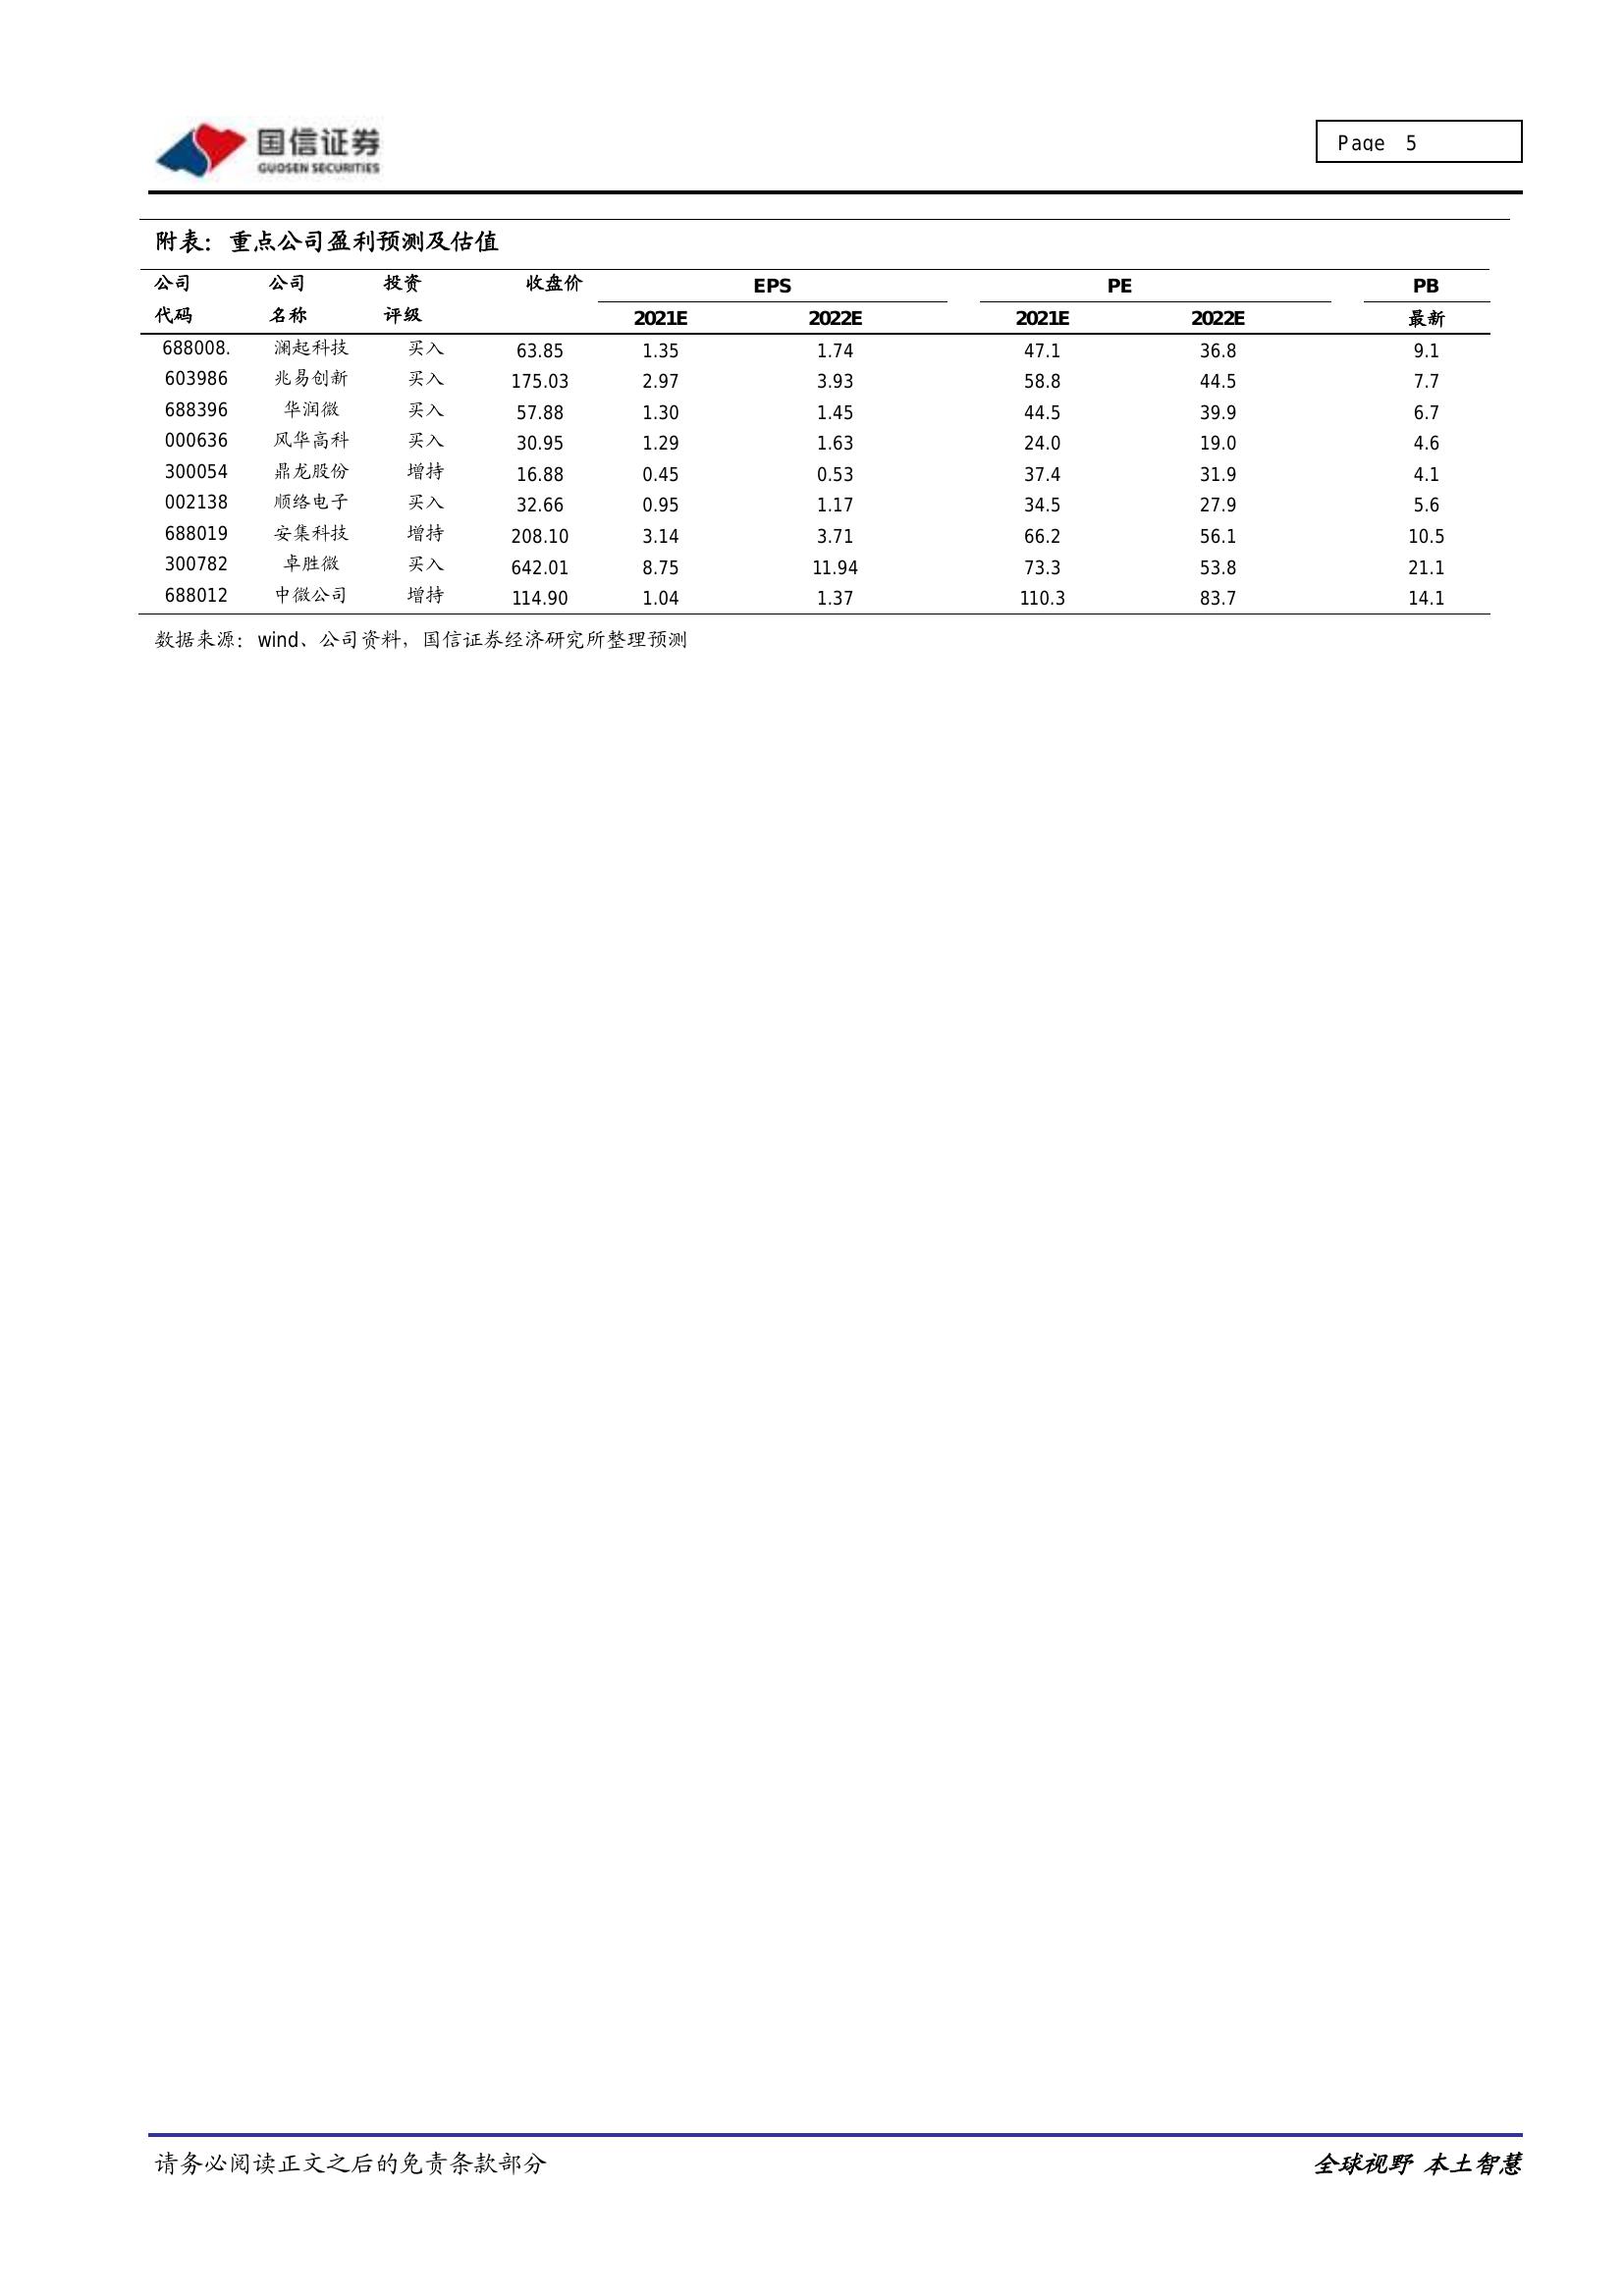 国信证券
GUOSEN SECURITIES
Page 5
附表：重点公司盈利预测及估值
公司 公司 投资 收盘价 EPS PE PB
代码 名称 评级 2021E 2022E 2021E 2022E 最新
688008. 澜起科技 买入 63.85 1.35 1.74 47.1 36.8 9.1
603986 兆易创新 买入 175.03 2.97 3.93 58.8 44.5 7.7
688396 华润微 买入 57.88 1.30 1.45 44.5 39.9 6.7
000636 风华高科 买入 30.95 1.29 1.63 24.0 19.0 4.6
300054 鼎龙股份 增持 16.88 0.45 0.53 37.4 31.9 4.1
002138 顺络电子 买入 32.66 0.95 1.17 34.5 27.9 5.6
688019 安集科技 增持 208.10 3.14 3.71 66.2 56.1 10.5
300782 卓胜微 买入 642.01 8.75 11.94 73.3 53.8 21.1
688012 中微公司 增持 114.90 1.04 1.37 110.3 83.7 14.1
数据来源：wind、公司资料，国信证券经济研究所整理预测
请务必阅读正文之后的免责条款部分 全球视野 本土智慧